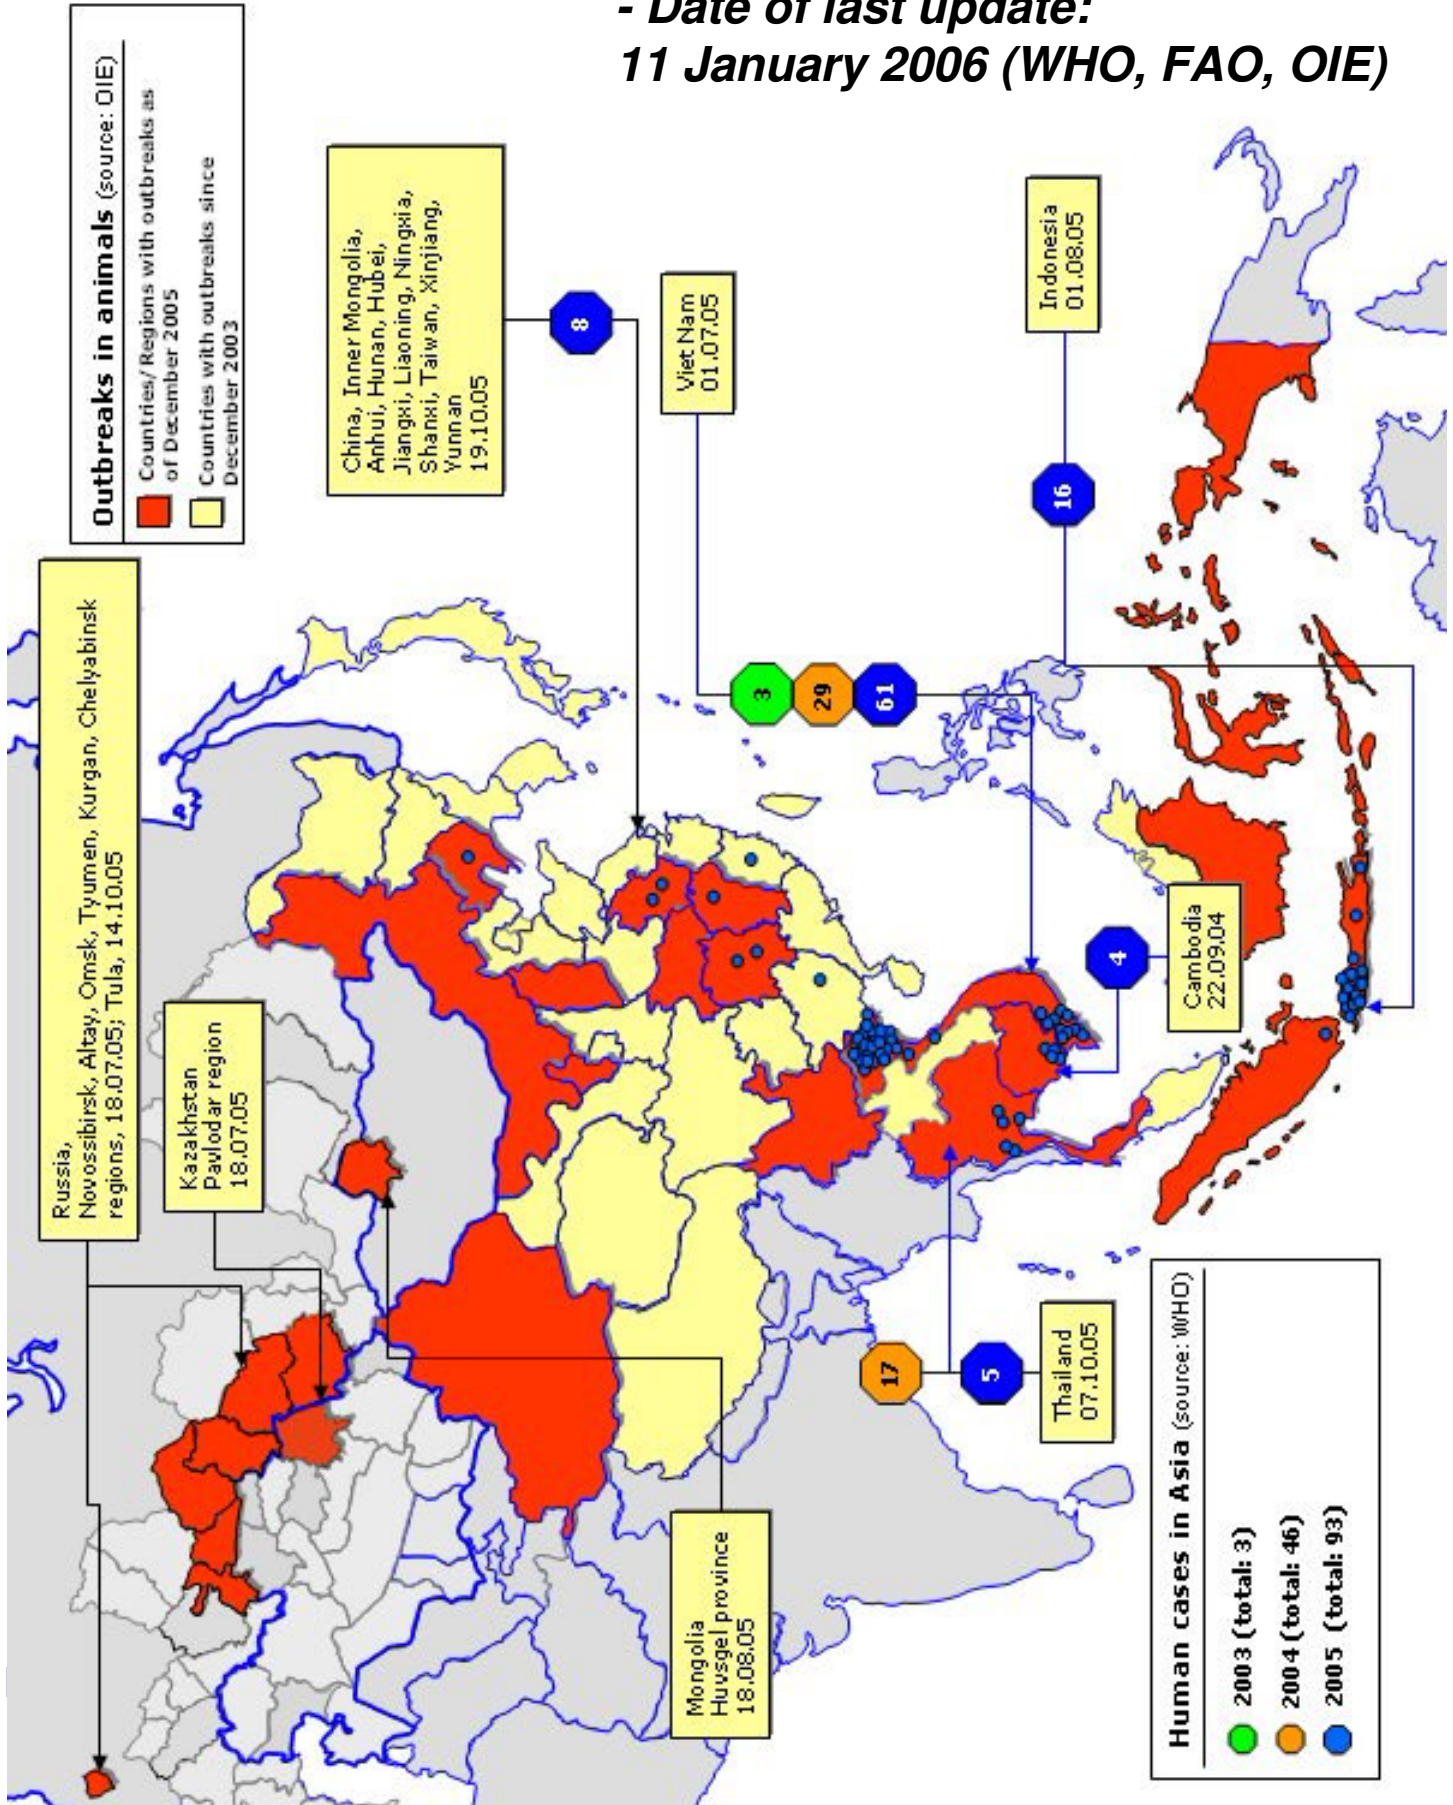 - Date of last update:
11 January 2006 (WHO, FAO, OIE)
Outbreaks in animals (source: OIE)
Countries/Regions with outbreaks as
of December 2005
Countries with outbreaks since
December 2003
Russia,
Novossibirsk, Altay, Omsk, Tyumen, Kurgan, Chelyabinsk
regions, 18.07.05; Tula, 14.10.05
Kazakhstan
Pavlodar region
18.07.05
China, Inner Mongolia,
Anhui, Hunan, Hubei,
Jiangxi, Liaoning, Ningxia,
Shanxi, Taiwan, Xinjiang,
Yunnan
19.10.05
8
Viet Nam
01.07.05
3
29
61
Indonesia
01.08.05
16
4
Cambodia
22.09.04
17
5
Thailand
07.10.05
Mongolia
Huvsgel province
18.08.05
Human cases in Asia (source: WHO)
2003 (total: 3)
2004 (total: 46)
2005 (total: 93)